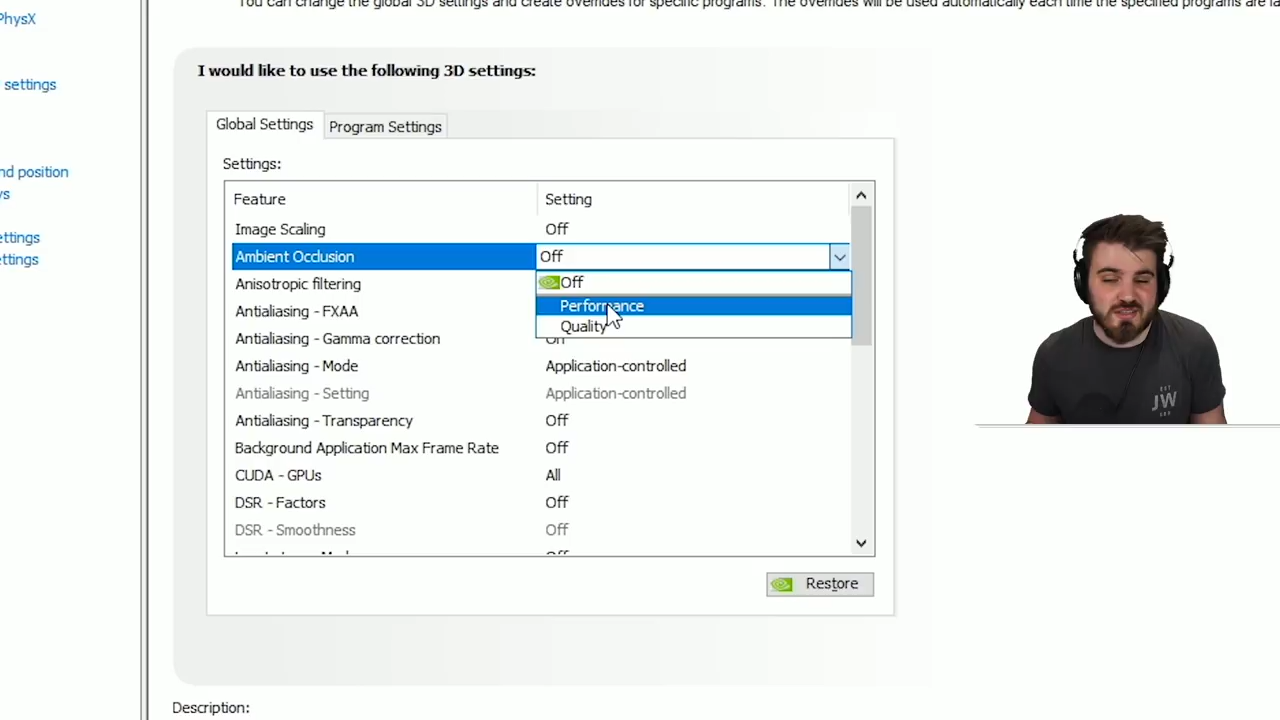 You can change the global 3D settings and create overrides for specific programs. The overrides will be used automatically each time the specified programs are la
PhysX
I would like to use the following 3D settings:
settings
Global Settings
Program Settings
Settings:
nd position
ys
Feature Setting
Image Scaling Off
ettings
Ambient Occlusion Off
ettings
Off
Anisotropic filtering
Performance
Antialiasing - FXAA
Quality
Antialiasing - Gamma correction On
Antialiasing - Mode Application-controlled
Antialiasing - Setting Application-controlled
Antialiasing - Transparency Off
Background Application Max Frame Rate Off
CUDA - GPUs All
DSR - Factors Off
DSR - Smoothness Off
Off
Restore
Description:
JW